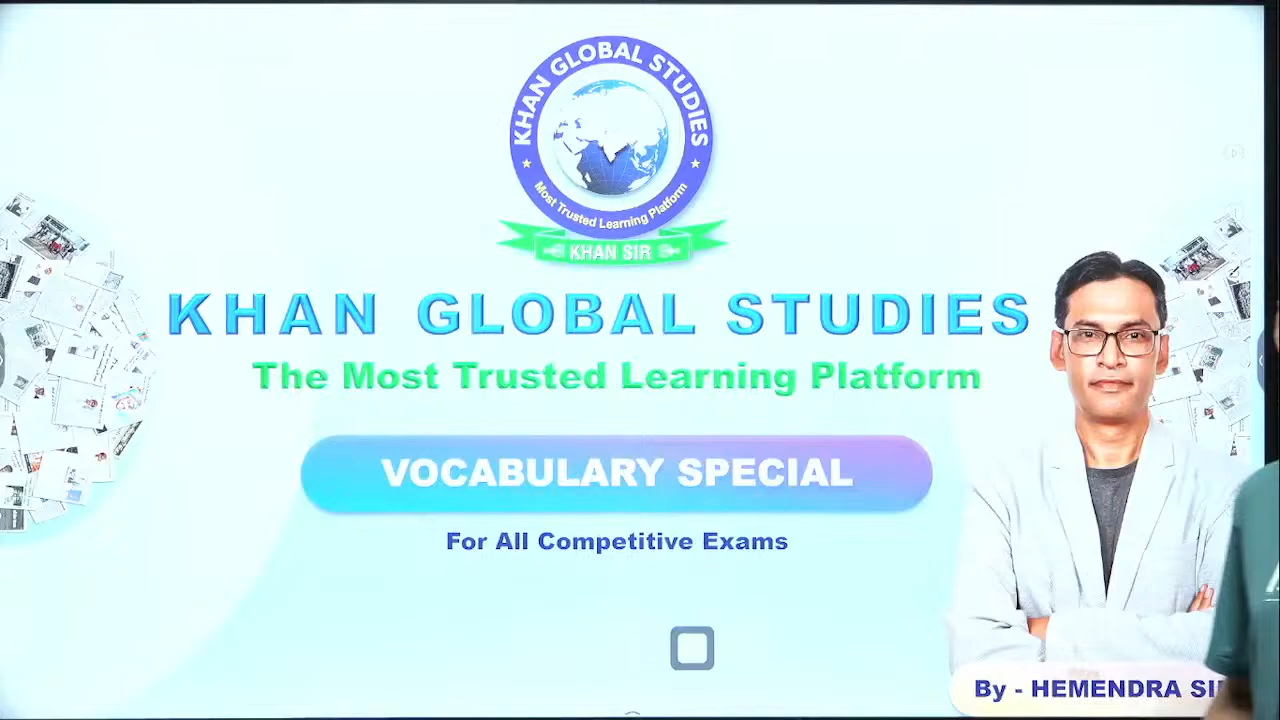 KHAN GLOBAL STUDIES
Most Trusted Learning Platform
KHAN SIR
KHAN GLOBAL STUDIES
The Most Trusted Learning Platform
VOCABULARY SPECIAL
For All Competitive Exams
By - HEMENDRA